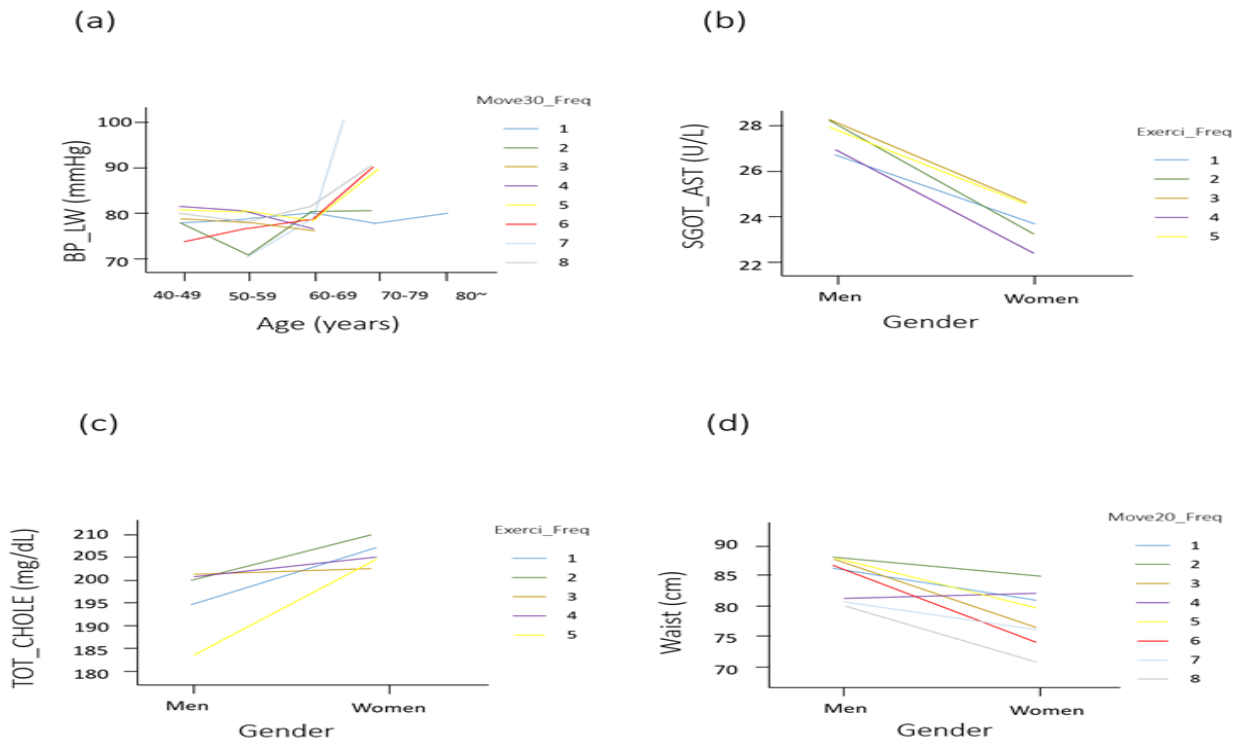 (a)
Move30_Freq
1
2
3
4
5
6
7
8
BP_LW (mmHg)
100
90
80
70
40-49 50-59 60-69 70-79 80~
Age (years)
(b)
Exerci_Freq
1
2
3
4
5
SGOT_AST (U/L)
28
26
24
22
Men Women
Gender
(c)
Exerci_Freq
1
2
3
4
5
TOT_CHOLE (mg/dL)
210
205
200
195
190
185
180
Men Women
Gender
(d)
Move20_Freq
1
2
3
4
5
6
7
8
Waist (cm)
90
85
80
75
70
Men Women
Gender